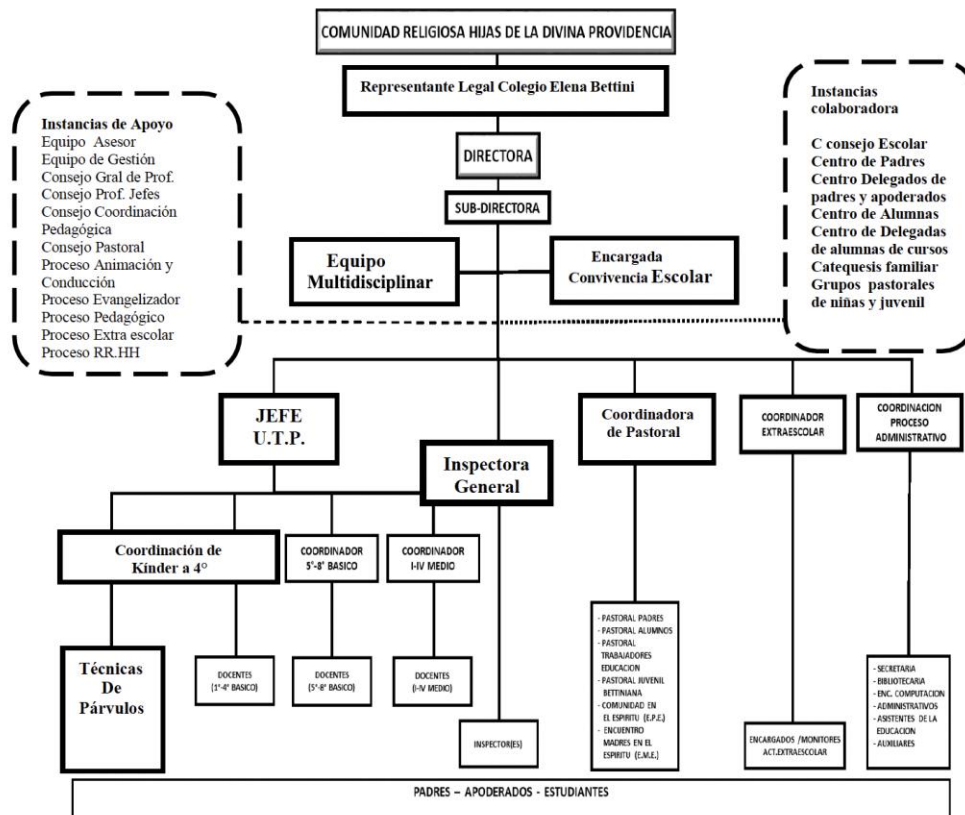 COMUNIDAD RELIGIOSA HIJAS DE LA DIVINA PROVIDENCIA
Representante Legal Colegio Elena Bettini
Instancias de Apoyo
Equipo Asesor
Equipo de Gestión
Consejo Gral de Prof.
Consejo Prof. Jefes
Consejo Coordinación
Pedagógica
Consejo Pastoral
Proceso Animación y
Conducción
Proceso Evangelizador
Proceso Pedagógico
Proceso Extra escolar
Proceso RR.HH
Instancias
colaboradora
C consejo Escolar
Centro de Padres
Centro Delegados de
padres y apoderados
Centro de Alumnas
Centro de Delegadas
de alumnas de cursos
Catequesis familiar
Grupos pastorales
de niñas y juvenil
DIRECTORA
SUB-DIRECTORA
Equipo
Multidisciplinar
Encargada
Convivencia Escolar
JEFE
U.T.P.
Inspectora
General
Coordinadora
de Pastoral
COORDINADOR
EXTRAESCOLAR
COORDINACION
PROCESO
ADMINISTRATIVO
Coordinación de
Kínder a 4°
COORDINADOR
5°-8° BASICO
COORDINADOR
I-IV MEDIO
Técnicas
De
Párvulos
DOCENTES
(1°-4° BASICO)
DOCENTES
(5°-8° BASICO)
DOCENTES
(I-IV MEDIO)
INSPECTOR(ES)
- PASTORAL PADRES
- PASTORAL ALUMNOS
- PASTORAL
TRABAJADORES
EDUCACION
- PASTORAL JUVENIL
BETTINIANA
- COMUNIDAD EN
EL ESPIRITU (E.P.E.)
- ENCUENTRO
MADRES EN EL
ESPIRITU (E.M.E.)
ENCARGADOS /MONITORES
ACT.EXTRAESCOLAR
- SECRETARIA
- BIBLIOTECARIA
- ENC. COMPUTACION
- ADMINISTRATIVOS
- ASISTENTES DE LA
EDUCACION
- AUXILIARES
PADRES – APODERADOS - ESTUDIANTES